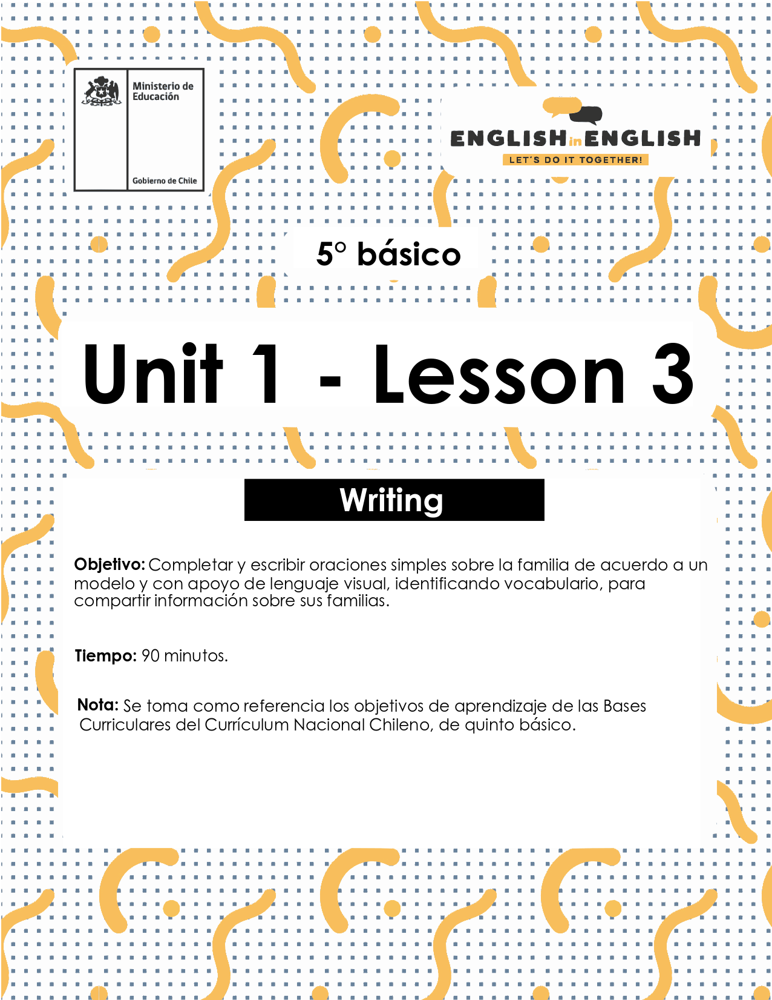 Ministerio de
Educación
Gobierno de Chile
ENGLISH in ENGLISH
LET´S DO IT TOGETHER!
5° básico
Unit 1 - Lesson 3
Writing
Objetivo: Completar y escribir oraciones simples sobre la familia de acuerdo a un
modelo y con apoyo de lenguaje visual, identificando vocabulario, para
compartir información sobre sus familias.
Tiempo: 90 minutos.
Nota: Se toma como referencia los objetivos de aprendizaje de las Bases
Curriculares del Currículum Nacional Chileno, de quinto básico.